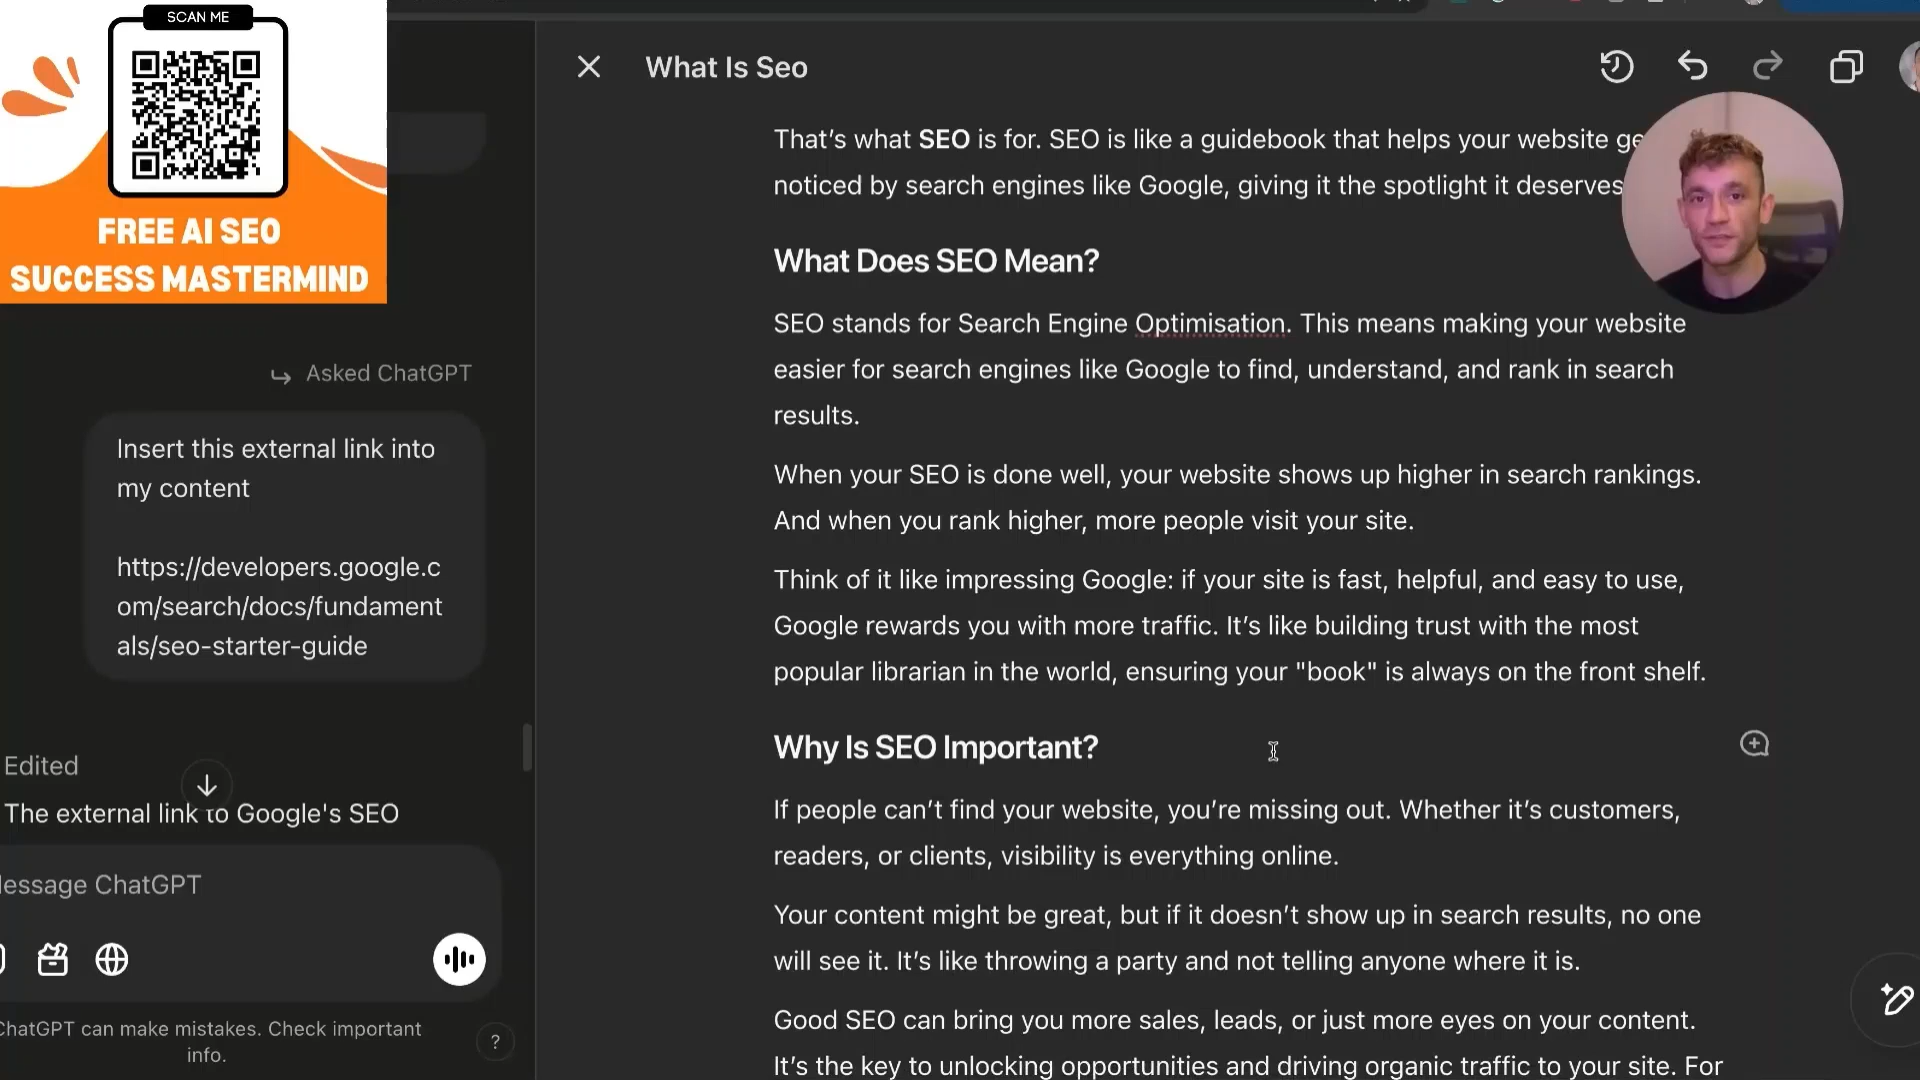 SCAN ME
FREE AI SEO
SUCCESS MASTERMIND
Asked ChatGPT
Insert this external link into
my content
https://developers.google.c
om/search/docs/fundament
als/seo-starter-guide
Edited
The external link to Google's SEO
essage ChatGPT
ChatGPT can make mistakes. Check important
info.
?
What Is Seo
That’s what SEO is for. SEO is like a guidebook that helps your website ge
noticed by search engines like Google, giving it the spotlight it deserves
What Does SEO Mean?
SEO stands for Search Engine Optimisation. This means making your website
easier for search engines like Google to find, understand, and rank in search
results.
When your SEO is done well, your website shows up higher in search rankings.
And when you rank higher, more people visit your site.
Think of it like impressing Google: if your site is fast, helpful, and easy to use,
Google rewards you with more traffic. It’s like building trust with the most
popular librarian in the world, ensuring your "book" is always on the front shelf.
Why Is SEO Important?
If people can’t find your website, you’re missing out. Whether it’s customers,
readers, or clients, visibility is everything online.
Your content might be great, but if it doesn’t show up in search results, no one
will see it. It’s like throwing a party and not telling anyone where it is.
Good SEO can bring you more sales, leads, or just more eyes on your content.
It’s the key to unlocking opportunities and driving organic traffic to your site. For